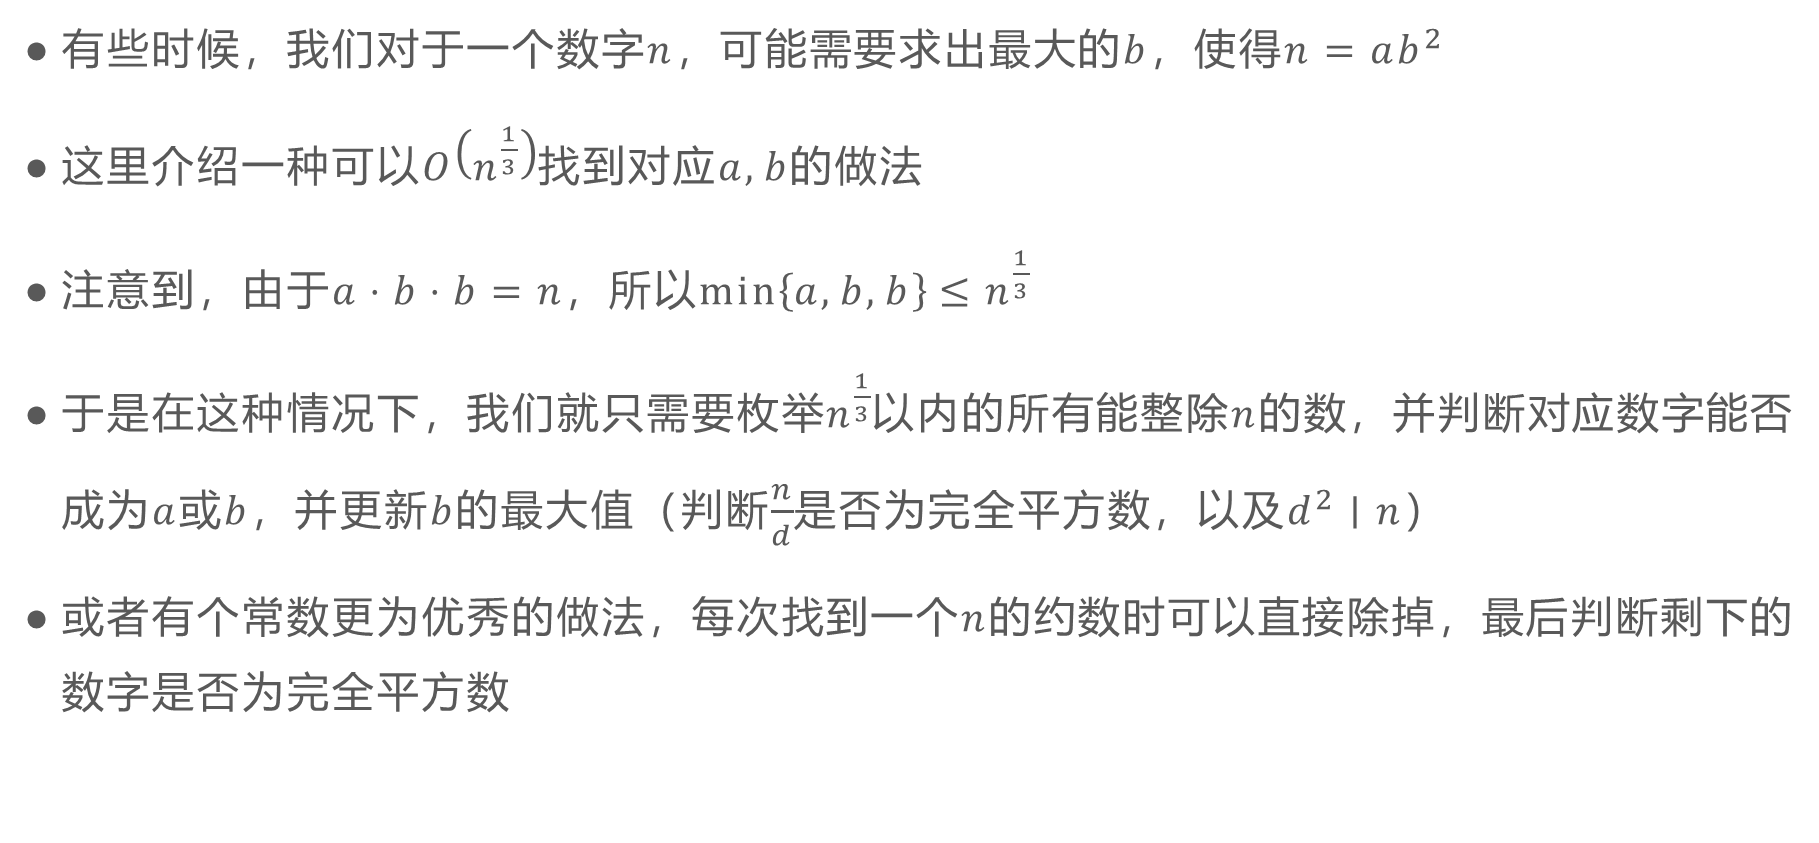 ● 有些时候，我们对于一个数字n，可能需要求出最大的b，使得n = ab²
● 这里介绍一种可以O(n^{1/3})找到对应a, b的做法
● 注意到，由于a · b · b = n，所以min{a, b, b} ≤ n^{1/3}
● 于是在这种情况下，我们就只需要枚举n^{1/3}以内的所有能整除n的数，并判断对应数字能否
成为a或b，并更新b的最大值（判断n/d是否为完全平方数，以及d² | n）
● 或者有个常数更为优秀的做法，每次找到一个n的约数时可以直接除掉，最后判断剩下的
数字是否为完全平方数